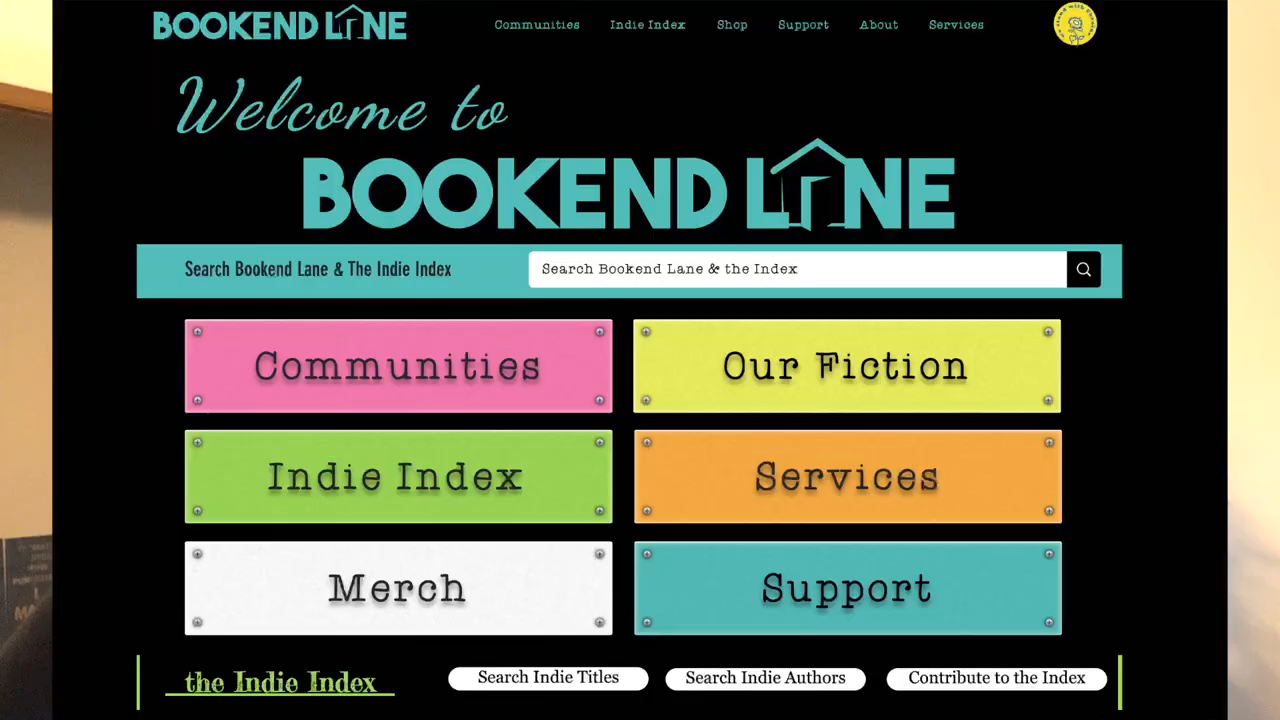 BOOKEND LANE
Communities Indie Index Shop Support About Services
Welcome to
BOOKEND LANE
Search Bookend Lane & The Indie Index
Search Bookend Lane & the Index
Communities
Our Fiction
Indie Index
Services
Merch
Support
the Indie Index
Search Indie Titles
Search Indie Authors
Contribute to the Index